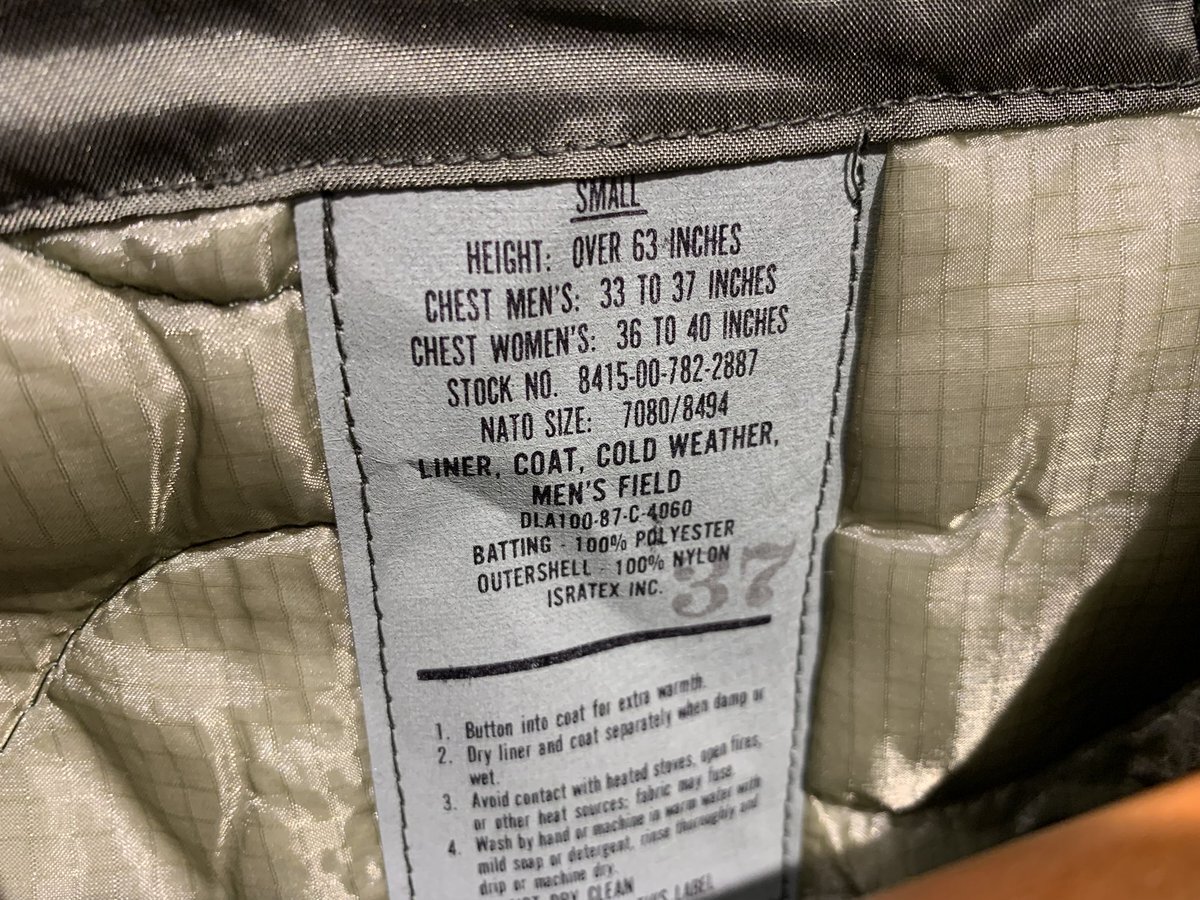 SMALL
HEIGHT: OVER 63 INCHES
CHEST MEN'S: 33 TO 37 INCHES
CHEST WOMEN'S: 36 TO 40 INCHES
STOCK NO. 8415-00-782-2887
NATO SIZE: 7080/8494
LINER, COAT, COLD WEATHER,
MEN'S FIELD
DLA100-87-C-4060
BATTING - 100% POLYESTER
OUTERSHELL - 100% NYLON
ISRATEX INC.
37
1. Button into coat for extra warmth.
2. Dry liner and coat separately when damp or
wet.
3. Avoid contact with heated stoves, open fires,
or other heat sources; fabric may fuse.
4. Wash by hand or machine in warm water with
mild soap or detergent, rinse thoroughly and
drip or machine dry.
DRY CLEAN
THIS LABEL